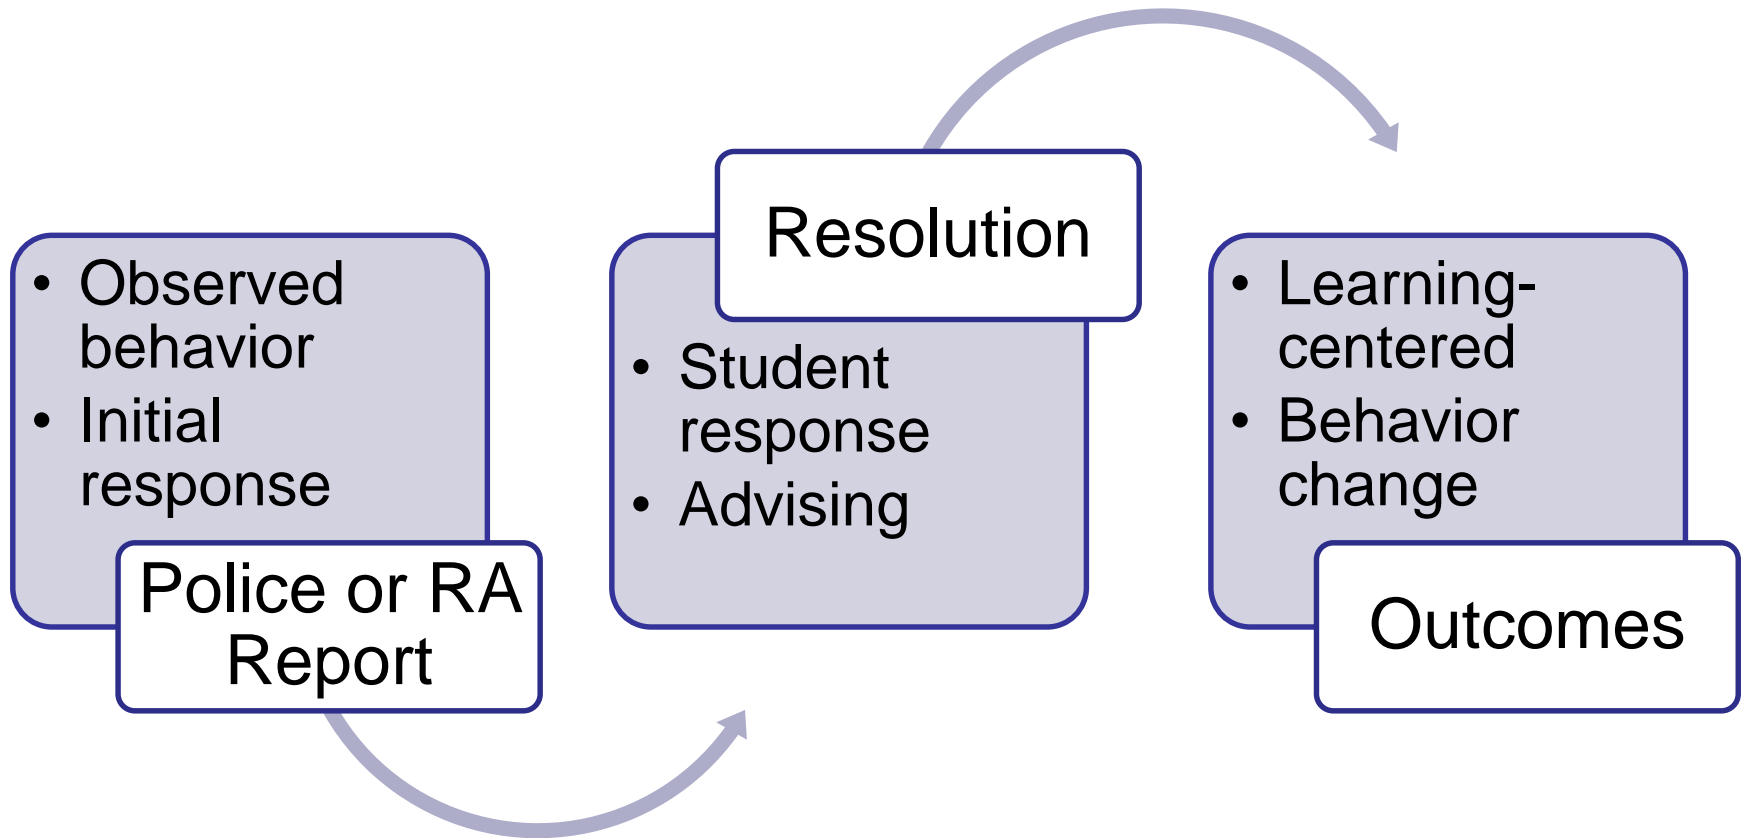 • Observed
behavior
• Initial
response
Police or RA
Report
Resolution
• Student
response
• Advising
• Learning-
centered
• Behavior
change
Outcomes